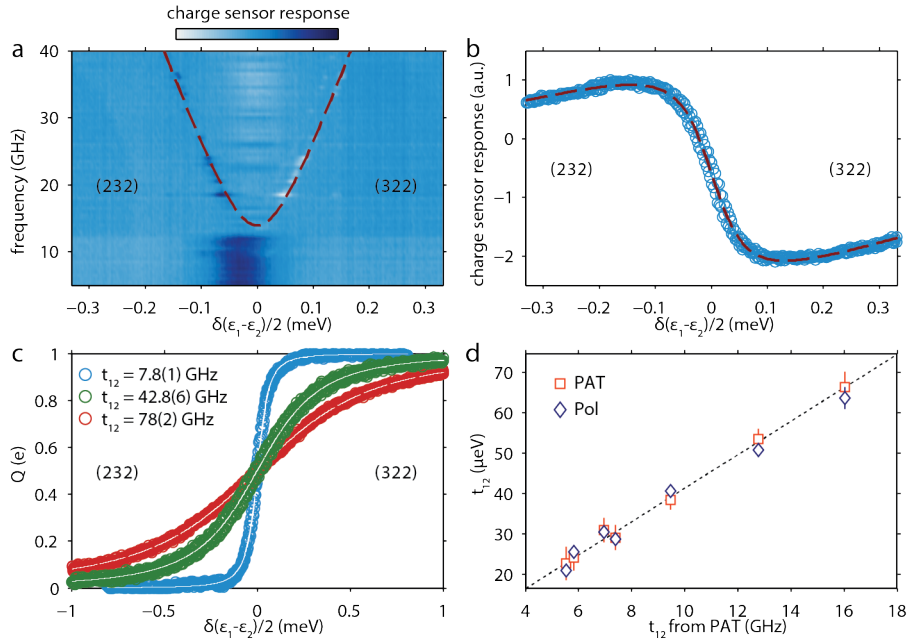 charge sensor response
a
40
30
20
10
frequency (GHz)
(232)
(322)
−0.3 −0.2 −0.1 0 0.1 0.2 0.3
δ(ε₁-ε₂)/2 (meV)
b
1
0
−1
−2
charge sensor response (a.u.)
(232)
(322)
−0.3 −0.2 −0.1 0 0.1 0.2 0.3
δ(ε₁-ε₂)/2 (meV)
c
1
0.8
0.6
0.4
0.2
0
Q (e)
t₁₂ = 7.8(1) GHz
t₁₂ = 42.8(6) GHz
t₁₂ = 78(2) GHz
(232)
(322)
−1 −0.5 0 0.5 1
δ(ε₁-ε₂)/2 (meV)
d
70
60
50
40
30
20
t₁₂ (μeV)
PAT
Pol
4 6 8 10 12 14 16 18
t₁₂ from PAT (GHz)